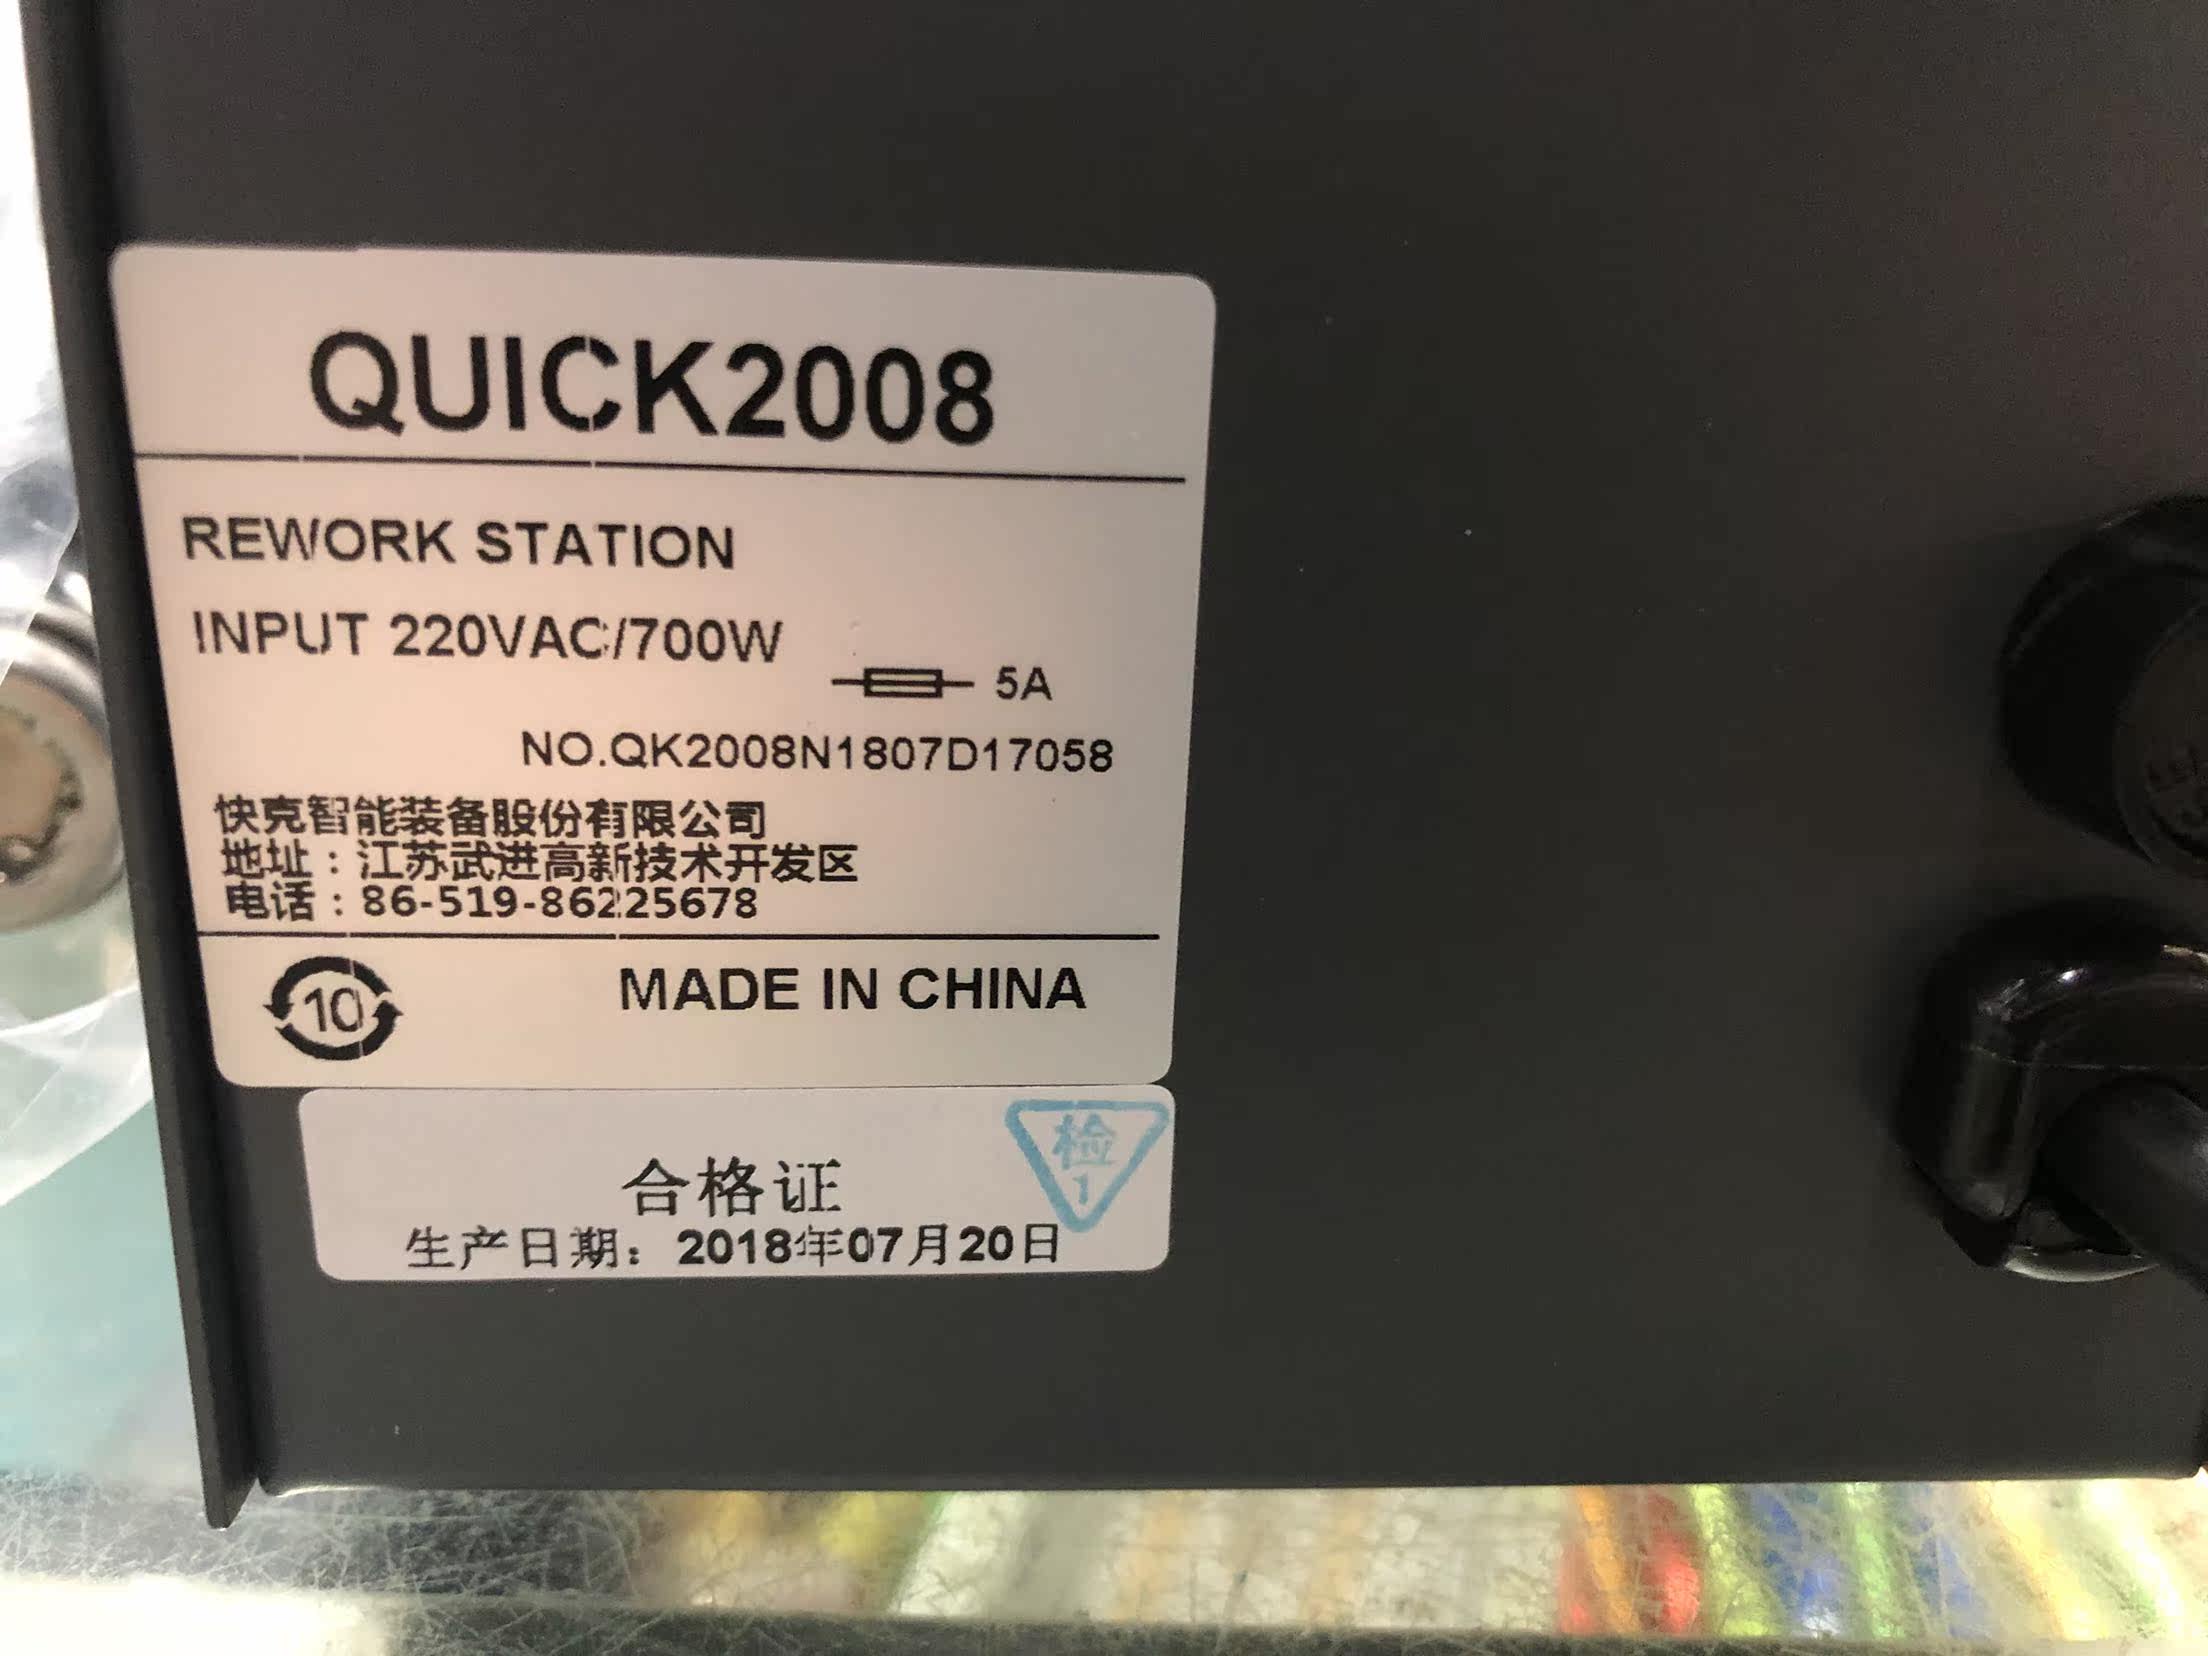 QUICK2008
REWORK STATION
INPUT 220VAC/700W
5A
NO.QK2008N1807D17058
快克智能装备股份有限公司
地址：江苏武进高新技术开发区
电话：86-519-86225678
10
MADE IN CHINA
检
1
合格证
生产日期：2018年07月20日